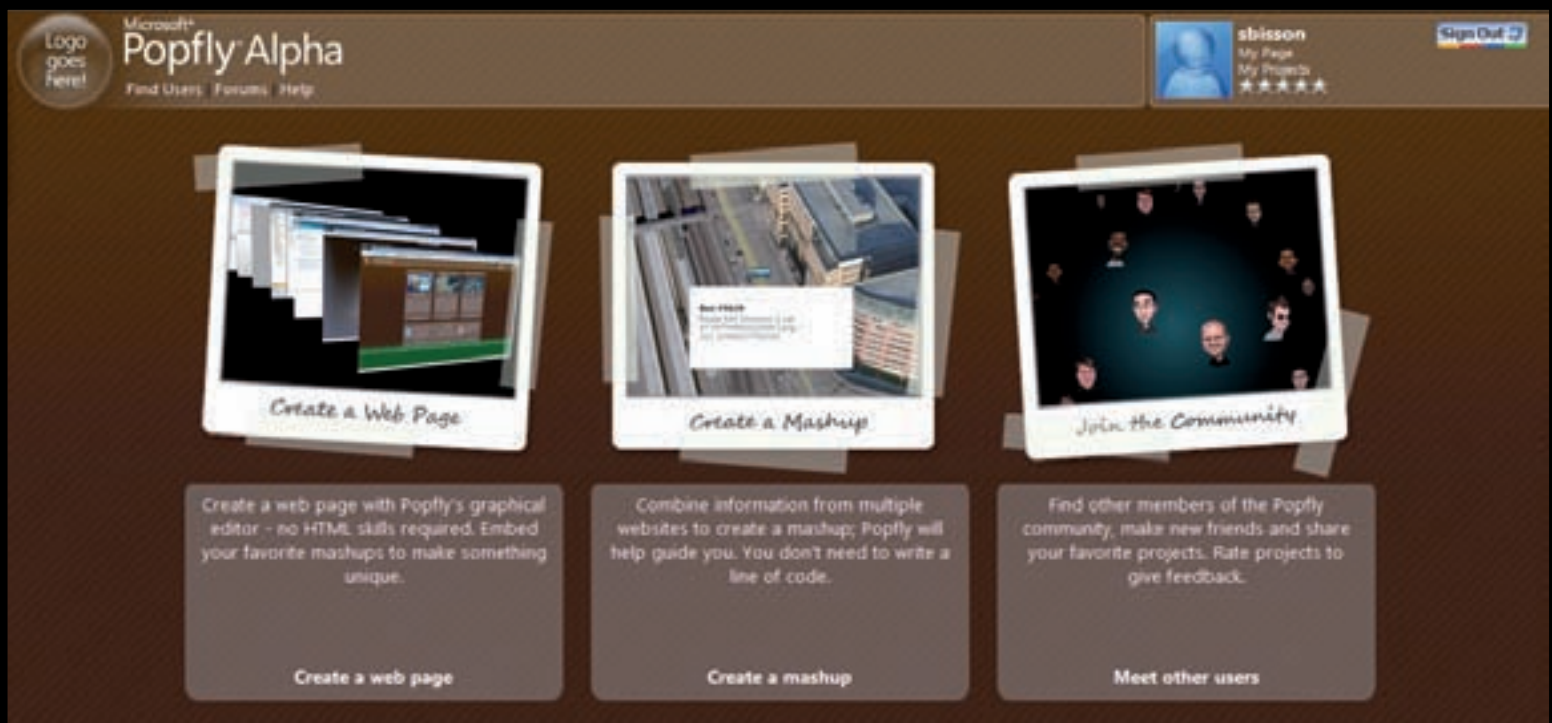 Logo
goes
here!
Microsoft®
Popfly™ Alpha
Find Users | Forums | Help
sbisson
My Page
My Projects
Sign Out
Create a Web Page
Create a Mashup
Join the Community
Create a web page with Popfly's graphical
editor - no HTML skills required. Embed
your favorite mashups to make something
unique.
Create a web page
Combine information from multiple
websites to create a mashup; Popfly will
help guide you. You don't need to write a
line of code.
Create a mashup
Find other members of the Popfly
community, make new friends and share
your favorite projects. Rate projects to
give feedback.
Meet other users